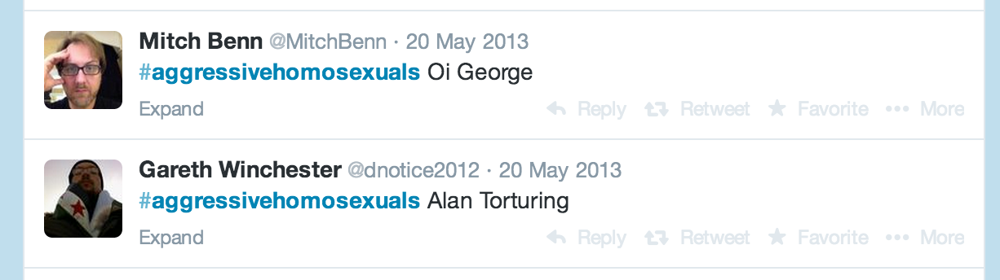 Mitch Benn @MitchBenn · 20 May 2013
#aggressivehomosexuals Oi George
Expand Reply Retweet Favorite More
Gareth Winchester @dnotice2012 · 20 May 2013
#aggressivehomosexuals Alan Torturing
Expand Reply Retweet Favorite More